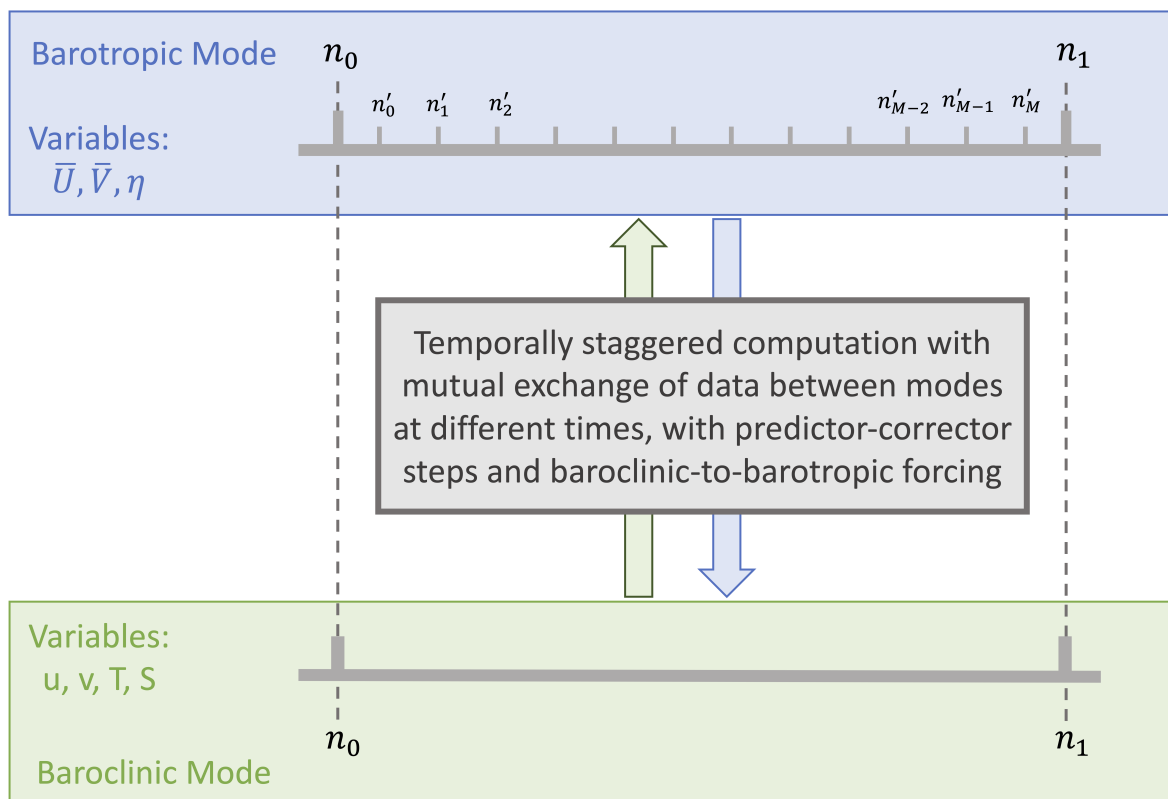 Barotropic Mode
n₀
n₁
n′₀ n′₁ n′₂ n′_{M−2} n′_{M−1} n′_M
Variables:
U̅, V̅, η
Temporally staggered computation with
mutual exchange of data between modes
at different times, with predictor-corrector
steps and baroclinic-to-barotropic forcing
Variables:
u, v, T, S
n₀
n₁
Baroclinic Mode